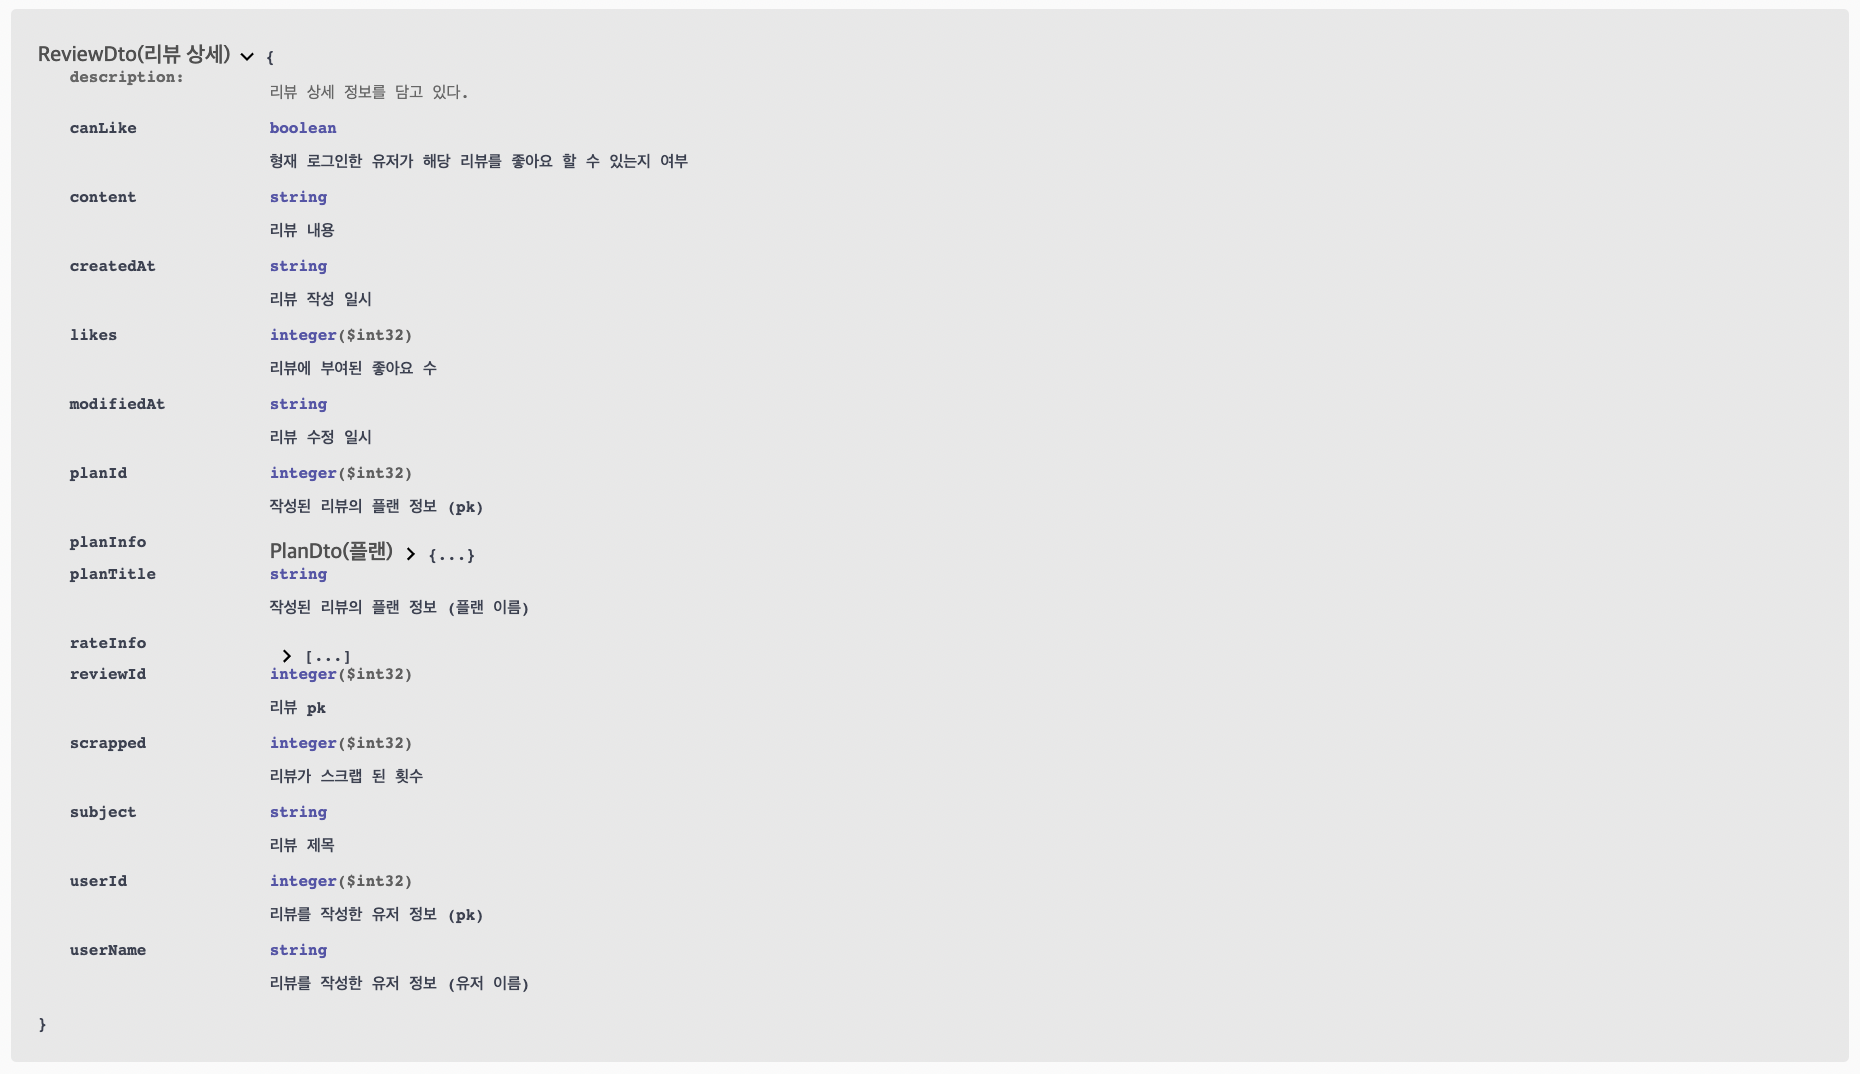 ReviewDto(리뷰 상세) {
description:
리뷰 상세 정보를 담고 있다.
canLike boolean
형재 로그인한 유저가 해당 리뷰를 좋아요 할 수 있는지 여부
content string
리뷰 내용
createdAt string
리뷰 작성 일시
likes integer($int32)
리뷰에 부여된 좋아요 수
modifiedAt string
리뷰 수정 일시
planId integer($int32)
작성된 리뷰의 플랜 정보 (pk)
planInfo PlanDto(플랜) {...}
planTitle string
작성된 리뷰의 플랜 정보 (플랜 이름)
rateInfo [...]
reviewId integer($int32)
리뷰 pk
scrapped integer($int32)
리뷰가 스크랩 된 횟수
subject string
리뷰 제목
userId integer($int32)
리뷰를 작성한 유저 정보 (pk)
userName string
리뷰를 작성한 유저 정보 (유저 이름)
}